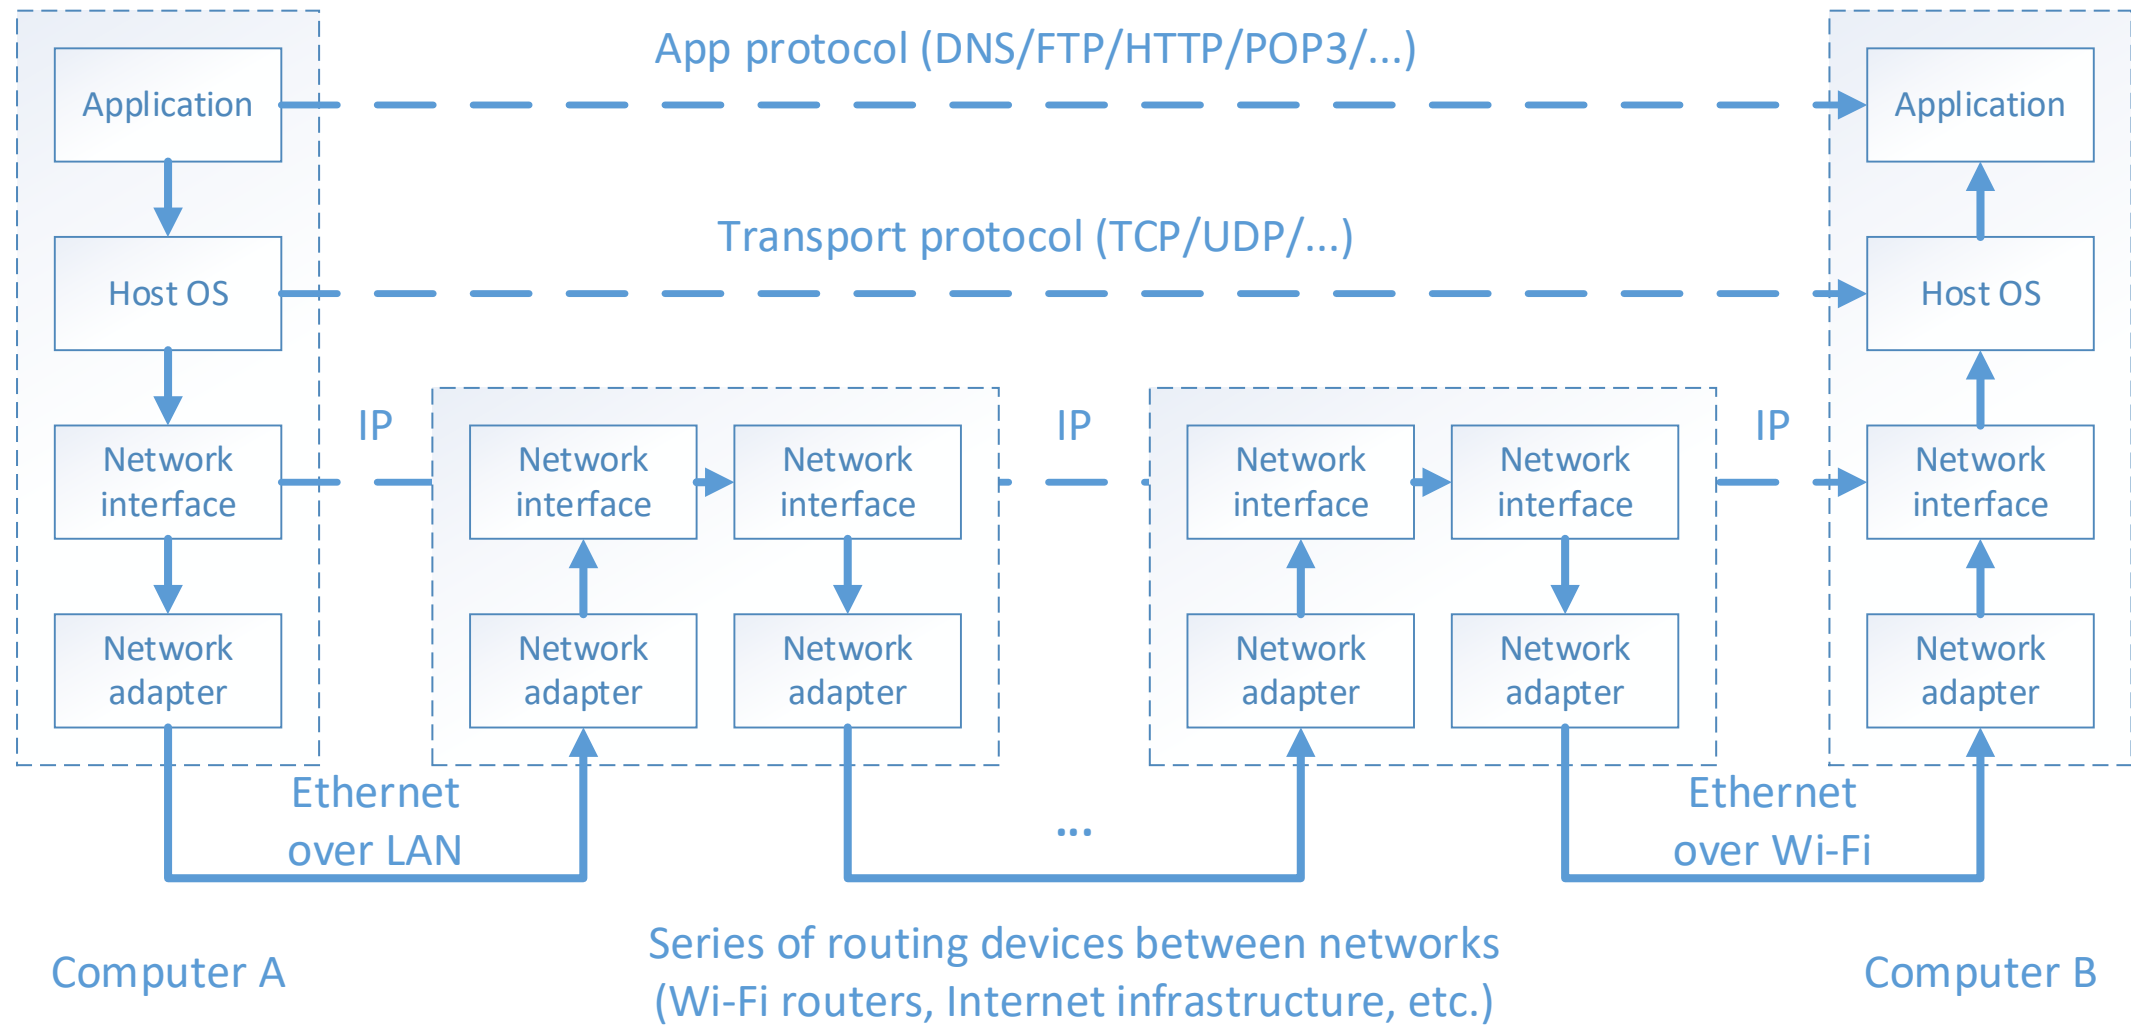 App protocol (DNS/FTP/HTTP/POP3/...)
Application
Application
Transport protocol (TCP/UDP/...)
Host OS
Host OS
IP
IP
IP
Network
interface
Network
interface
Network
interface
Network
interface
Network
interface
Network
interface
Network
adapter
Network
adapter
Network
adapter
Network
adapter
Network
adapter
Network
adapter
Ethernet
over LAN
...
Ethernet
over Wi-Fi
Computer A
Series of routing devices between networks
(Wi-Fi routers, Internet infrastructure, etc.)
Computer B